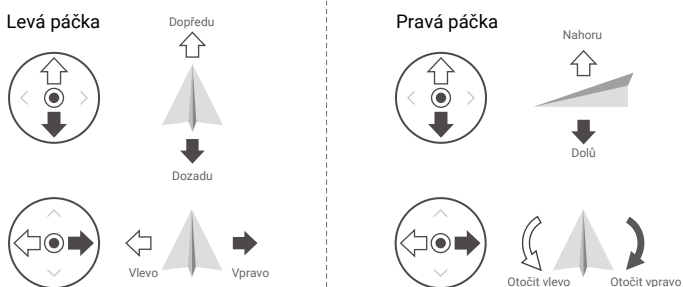 Levá páčka
Dopředu
Dozadu
Vlevo
Vpravo
Pravá páčka
Nahoru
Dolů
Otočit vlevo
Otočit vpravo